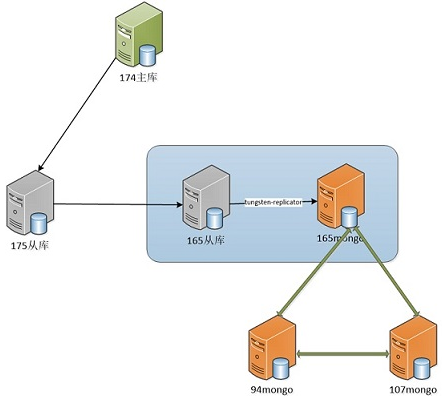 174主库
175从库
165从库
tungsten-replicator
165mongo
94mongo
107mongo